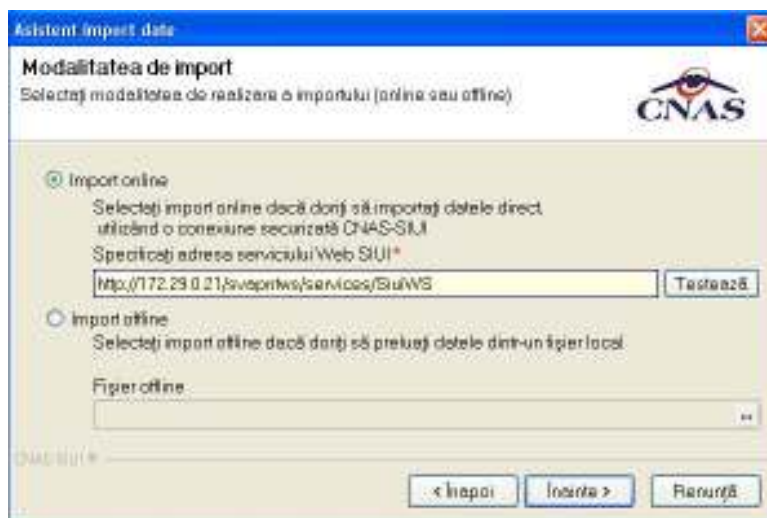 Asistent import date
Modalitatea de import
Selectați modalitatea de realizare a importului (online sau offline)
CNAS
Import online
Selectați import online dacă doriți să importați datele direct,
utilizând o conexiune securizată CNAS-SIUI
Specificați adresa serviciului Web SIUI*
http://172.29.0.21/svapntws/services/SiuiWS
Testează
Import offline
Selectați import offline dacă doriți să preluați datele dintr-un fișier local
Fișier offline
CNAS SIUI
< Înapoi
Înainte >
Renunță